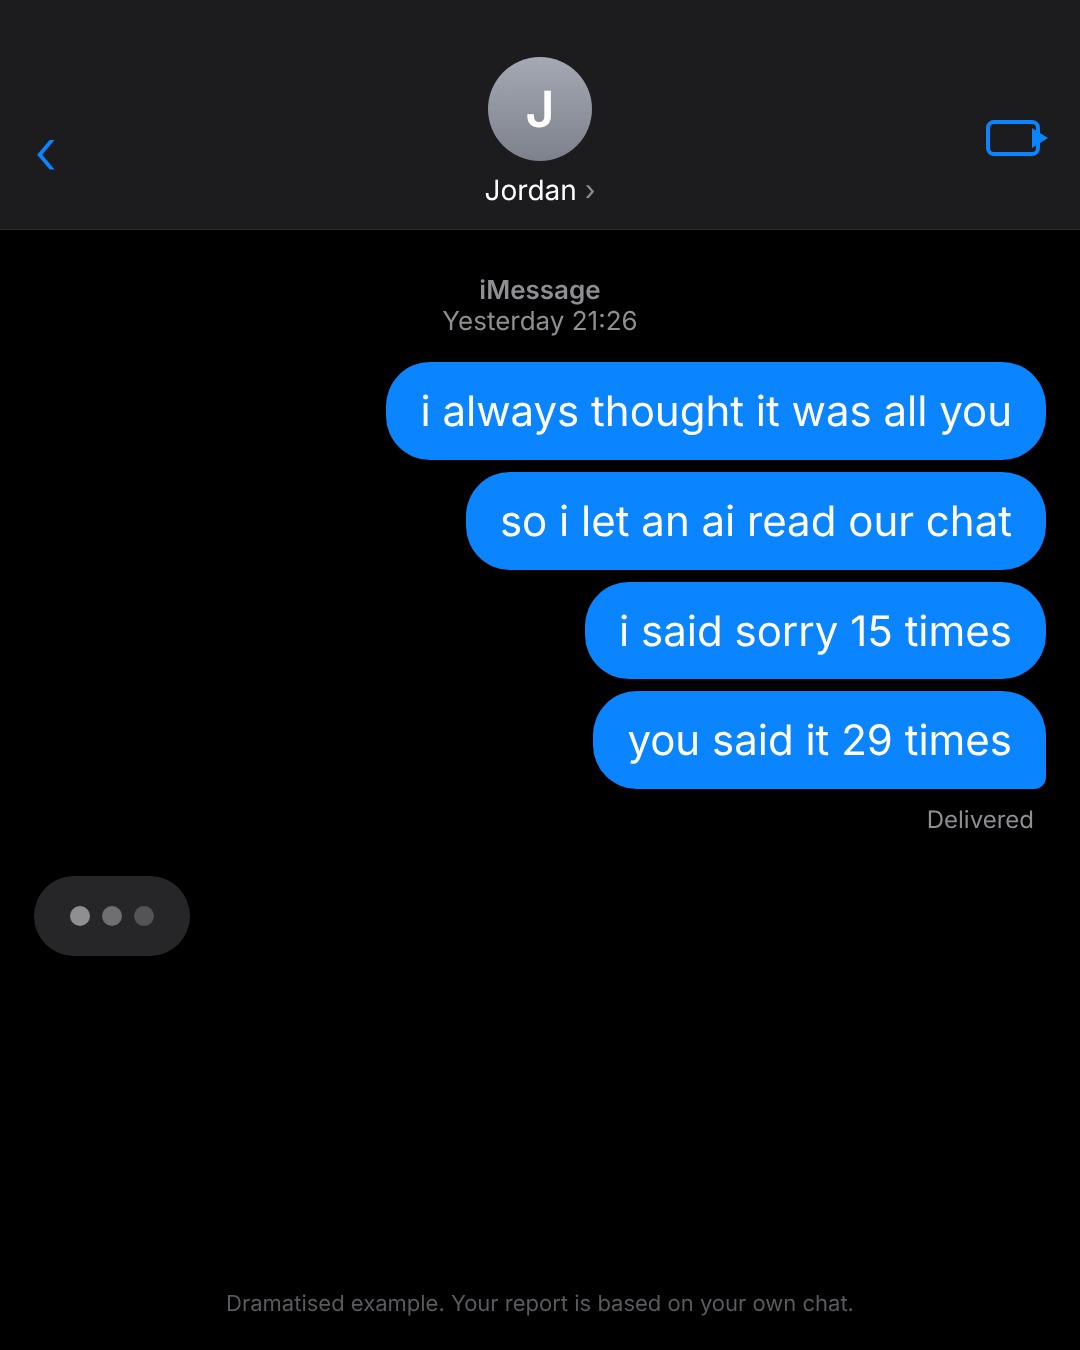 J
Jordan ›
iMessage
Yesterday 21:26
i always thought it was all you
so i let an ai read our chat
i said sorry 15 times
you said it 29 times
Delivered
Dramatised example. Your report is based on your own chat.